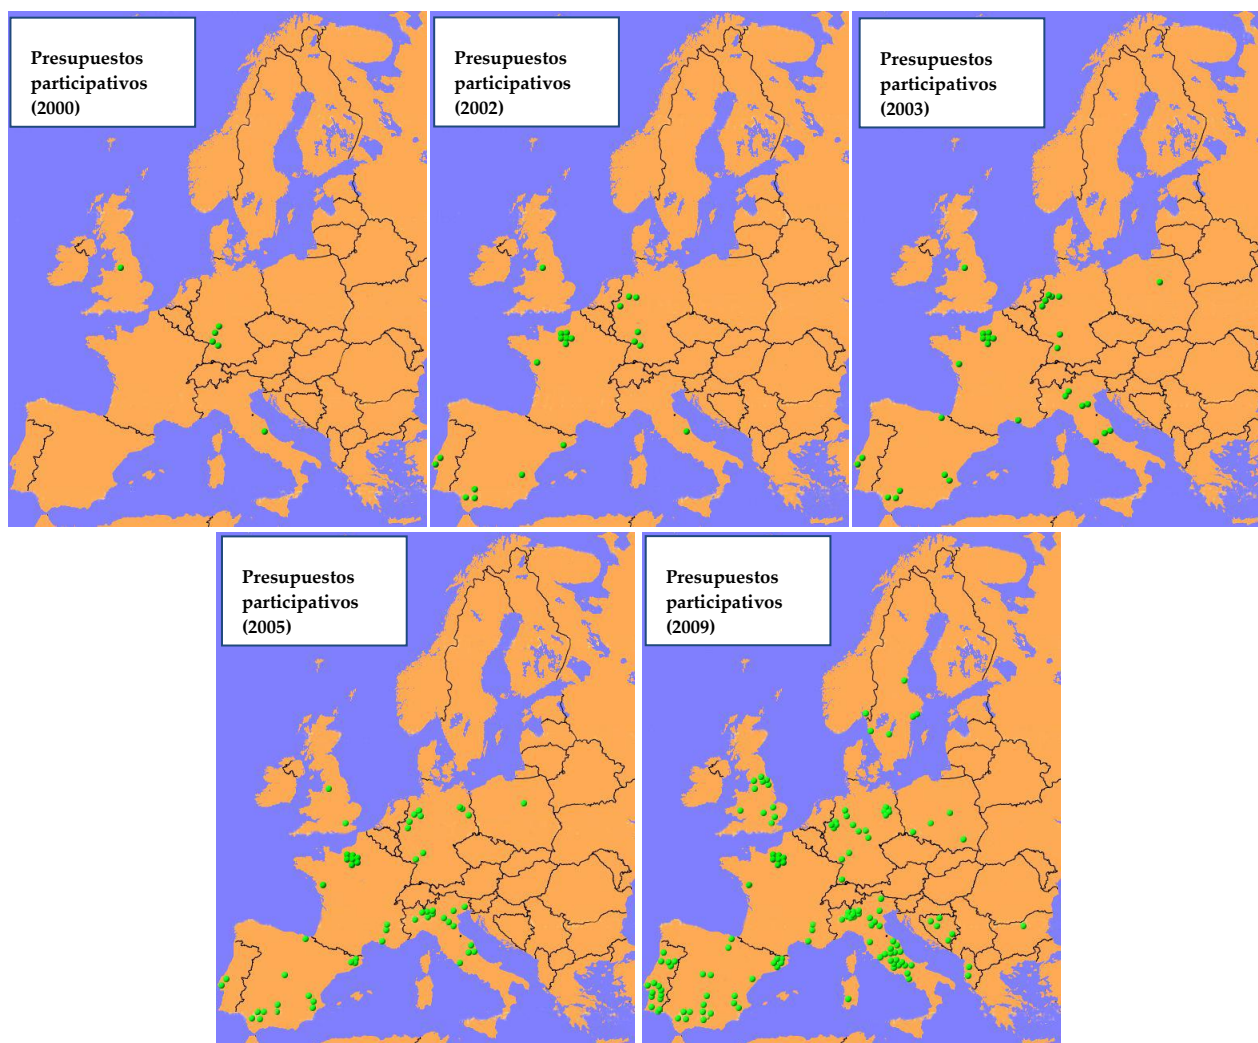 Presupuestos
participativos
(2000)
Presupuestos
participativos
(2002)
Presupuestos
participativos
(2003)
Presupuestos
participativos
(2005)
Presupuestos
participativos
(2009)